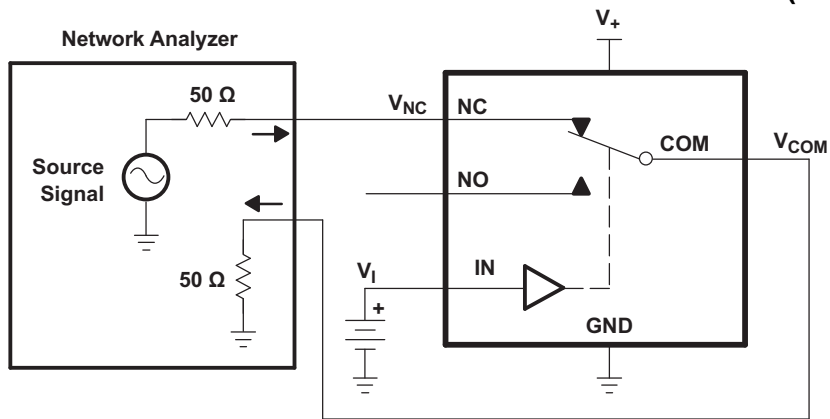 (
V+
Network Analyzer
50 Ω
VNC
NC
COM
VCOM
Source
Signal
NO
50 Ω
VI
IN
+
GND